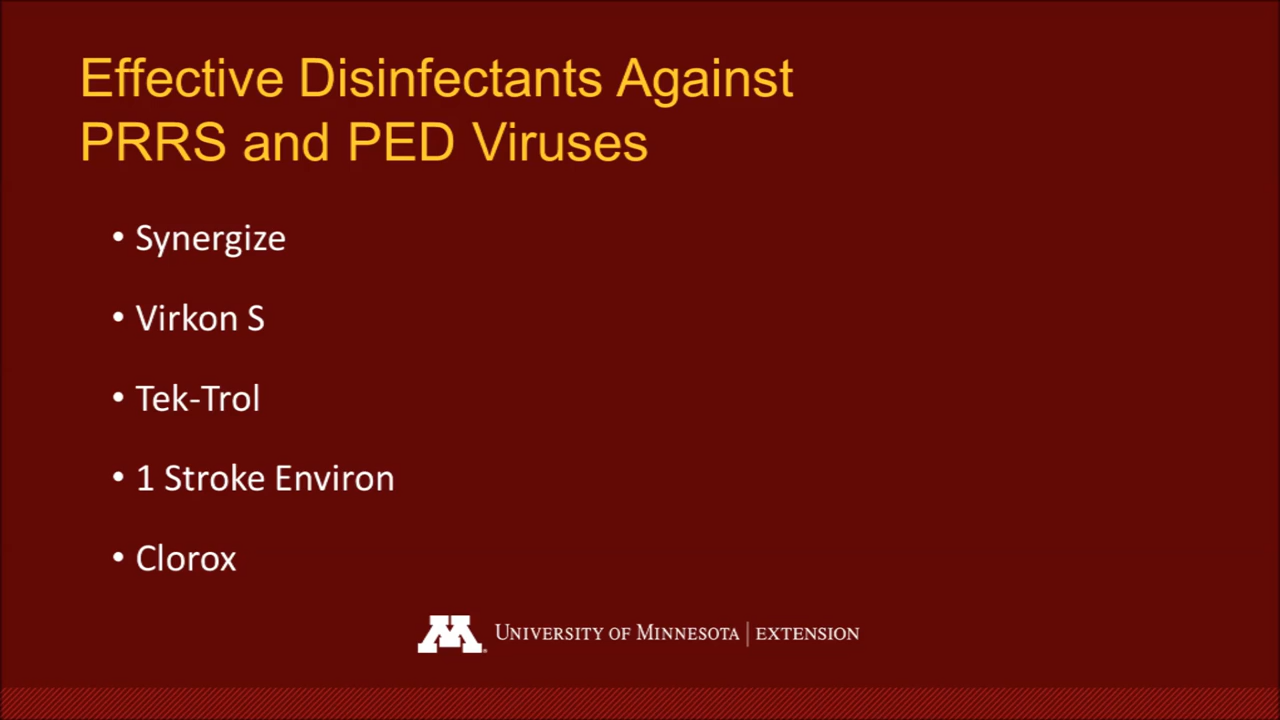 Effective Disinfectants Against
PRRS and PED Viruses
• Synergize
• Virkon S
• Tek-Trol
• 1 Stroke Environ
• Clorox
M UNIVERSITY OF MINNESOTA | EXTENSION